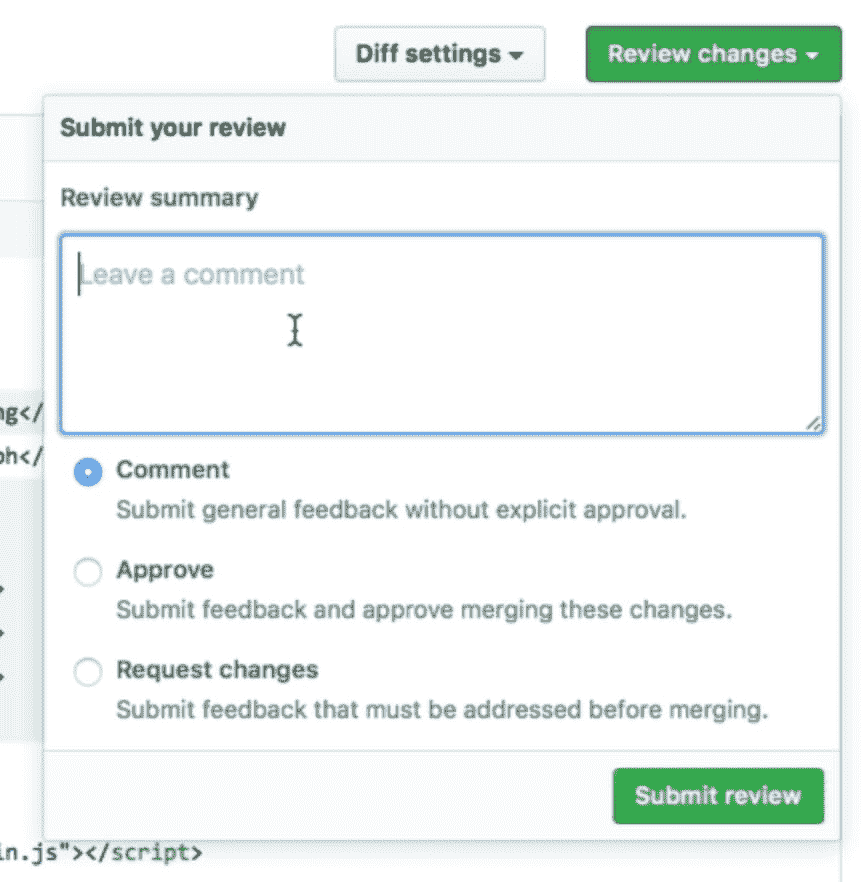 Diff settings
Review changes
Submit your review
Review summary
Leave a comment
ng</
ph</
Comment
Submit general feedback without explicit approval.
Approve
Submit feedback and approve merging these changes.
>
>
>
Request changes
Submit feedback that must be addressed before merging.
Submit review
in.js"></script>